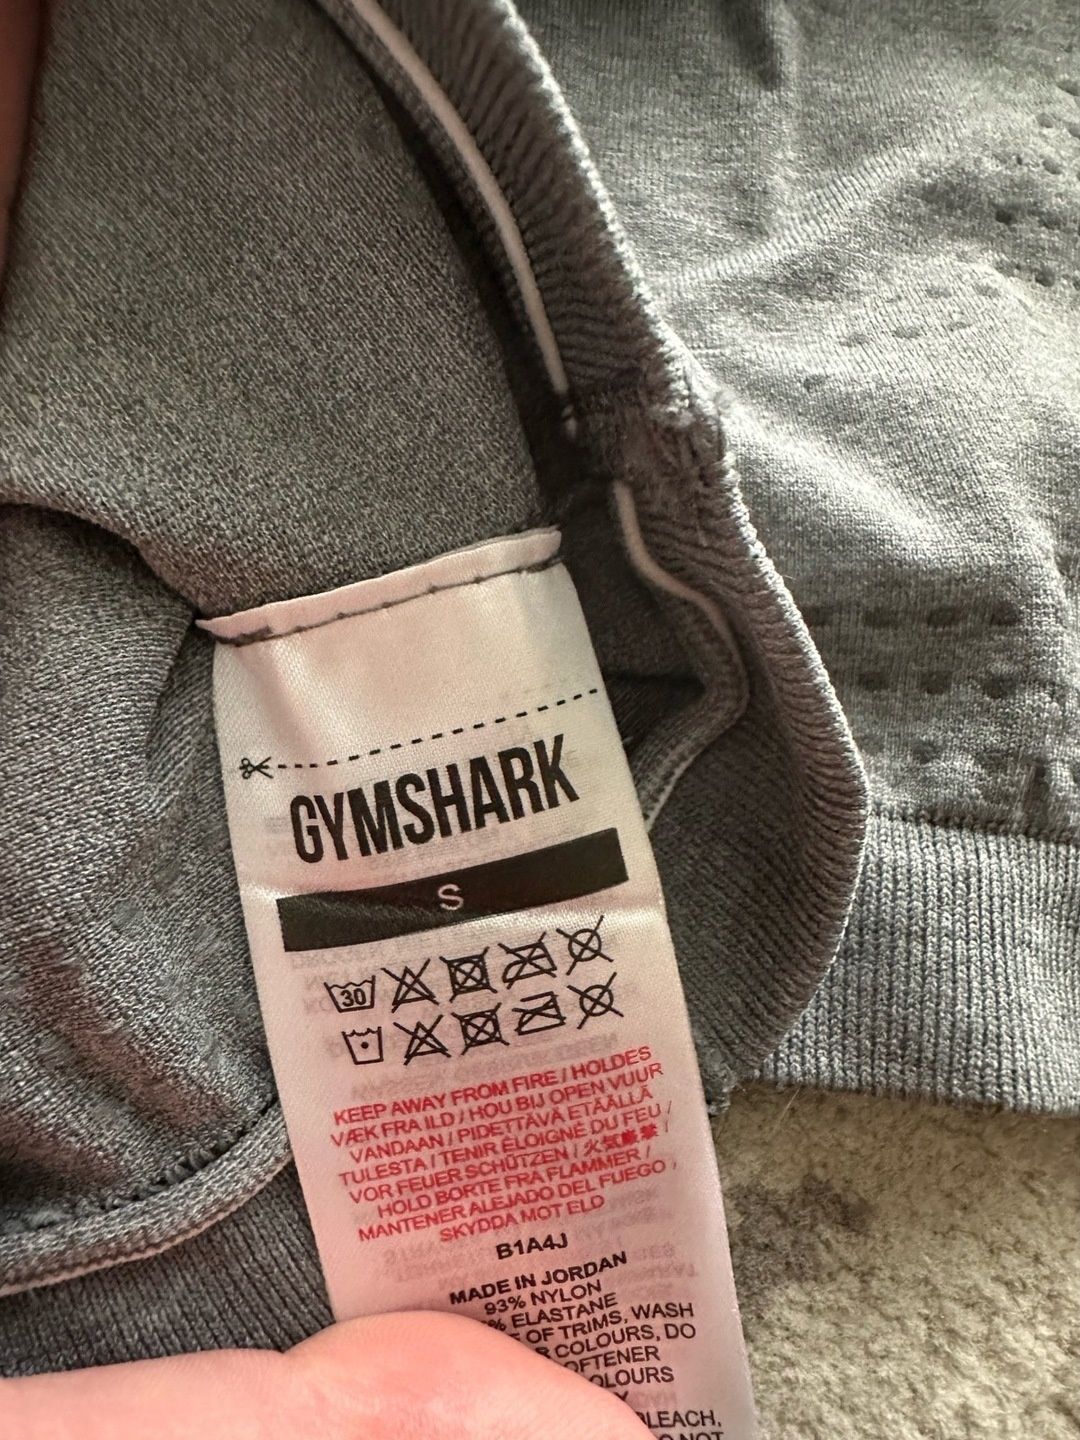 GYMSHARK
S
30
KEEP AWAY FROM FIRE / HOLDES
VÆK FRA ILD / HOU BIJ OPEN VUUR
VANDAAN / PIDETTÄVÄ ETÄÄLLÄ
TULESTA / TENIR ÉLOIGNÉ DU FEU /
VOR FEUER SCHÜTZEN / 火気厳禁 /
HOLD BORTE FRA FLAMMER /
MANTENER ALEJADO DEL FUEGO /
SKYDDA MOT ELD
B1A4J
MADE IN JORDAN
93% NYLON
% ELASTANE
OF TRIMS, WASH
COLOURS, DO
OFTENER
OLOURS
BLEACH,
NOT